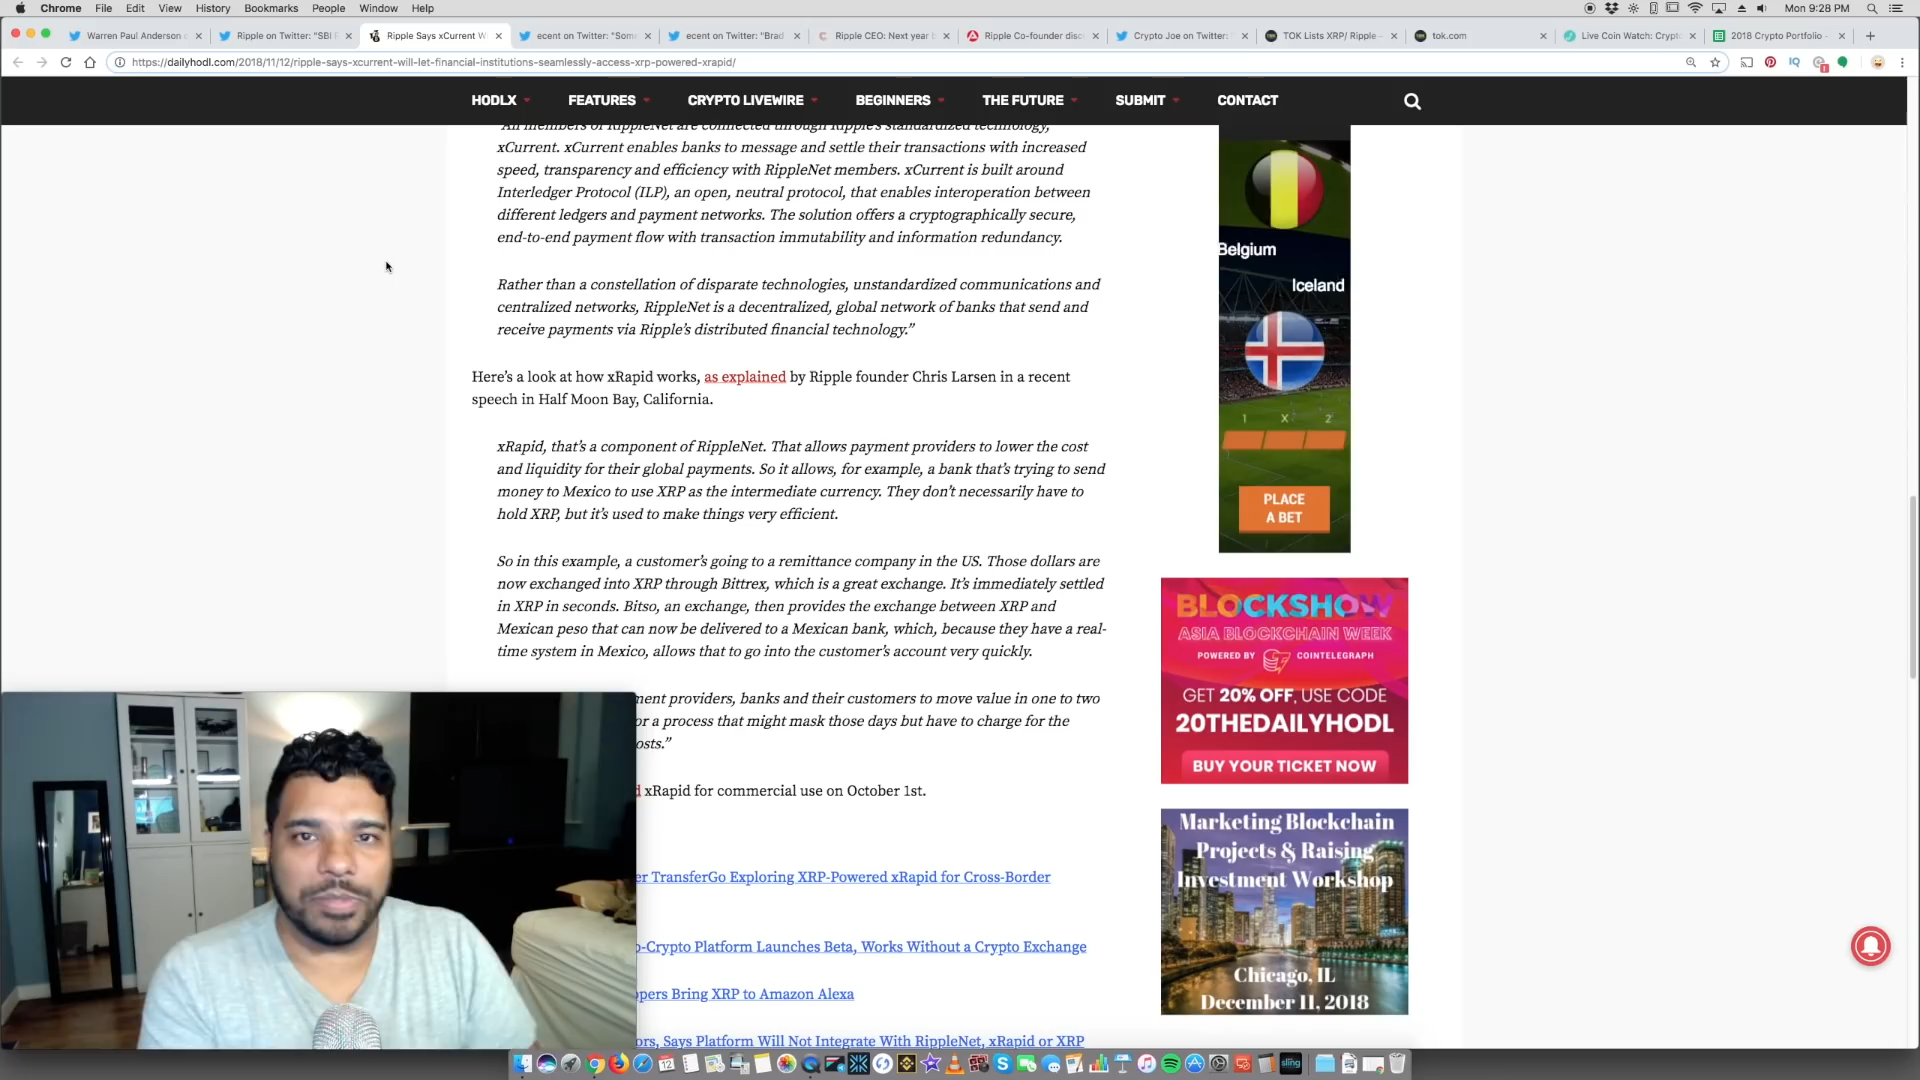 Chrome File Edit View History Bookmarks People Window Help Mon 9:28 PM
Warren Paul Anderson o Ripple on Twitter: "SBI R Ripple Says xCurrent W ecent on Twitter: "Som ecent on Twitter: "Brad Ripple CEO: Next year b Ripple Co-founder disc Crypto Joe on Twitter: TOK Lists XRP/ Ripple – tok.com Live Coin Watch: Crypt 2018 Crypto Portfolio -
https://dailyhodl.com/2018/11/12/ripple-says-xcurrent-will-let-financial-institutions-seamlessly-access-xrp-powered-xrapid/
HODLX FEATURES CRYPTO LIVEWIRE BEGINNERS THE FUTURE SUBMIT CONTACT
"All members of RippleNet are connected through Ripple's standardized technology,
xCurrent. xCurrent enables banks to message and settle their transactions with increased
speed, transparency and efficiency with RippleNet members. xCurrent is built around
Interledger Protocol (ILP), an open, neutral protocol, that enables interoperation between
different ledgers and payment networks. The solution offers a cryptographically secure,
end-to-end payment flow with transaction immutability and information redundancy.
Rather than a constellation of disparate technologies, unstandardized communications and
centralized networks, RippleNet is a decentralized, global network of banks that send and
receive payments via Ripple's distributed financial technology."
Here's a look at how xRapid works, as explained by Ripple founder Chris Larsen in a recent
speech in Half Moon Bay, California.
xRapid, that's a component of RippleNet. That allows payment providers to lower the cost
and liquidity for their global payments. So it allows, for example, a bank that's trying to send
money to Mexico to use XRP as the intermediate currency. They don't necessarily have to
hold XRP, but it's used to make things very efficient.
So in this example, a customer's going to a remittance company in the US. Those dollars are
now exchanged into XRP through Bittrex, which is a great exchange. It's immediately settled
in XRP in seconds. Bitso, an exchange, then provides the exchange between XRP and
Mexican peso that can now be delivered to a Mexican bank, which, because they have a real-
time system in Mexico, allows that to go into the customer's account very quickly.
ment providers, banks and their customers to move value in one to two
or a process that might mask those days but have to charge for the
osts."
d xRapid for commercial use on October 1st.
er TransferGo Exploring XRP-Powered xRapid for Cross-Border
o-Crypto Platform Launches Beta, Works Without a Crypto Exchange
opers Bring XRP to Amazon Alexa
ors, Says Platform Will Not Integrate With RippleNet, xRapid or XRP
Belgium
Iceland
1 X 2
PLACE
A BET
BLOCKSHOW
ASIA BLOCKCHAIN WEEK
POWERED BY COINTELEGRAPH
GET 20% OFF, USE CODE
20THEDAILYHODL
BUY YOUR TICKET NOW
Marketing Blockchain
Projects & Raising
Investment Workshop
Chicago, IL
December 11, 2018
12
sling